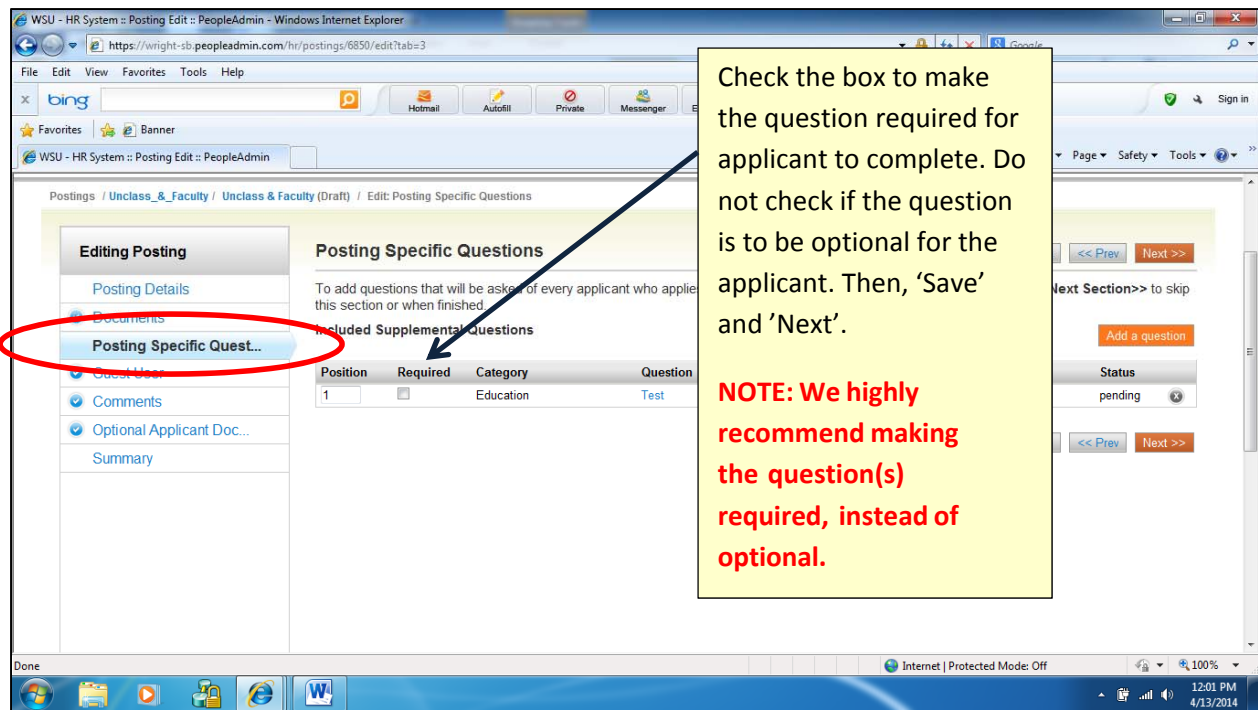 WSU - HR System :: Posting Edit :: PeopleAdmin - Windows Internet Explorer
https://wright-sb.peopleadmin.com/hr/postings/6850/edit?tab=3
Google
File Edit View Favorites Tools Help
x bing Hotmail Autofill Private Messenger Sign in
Favorites Banner
WSU - HR System :: Posting Edit :: PeopleAdmin Page Safety Tools
Postings / Unclass_&_Faculty / Unclass & Faculty (Draft) / Edit: Posting Specific Questions
Editing Posting
Posting Details
Documents
Posting Specific Quest...
Guest User
Comments
Optional Applicant Doc...
Summary
Posting Specific Questions
<< Prev Next >>
To add questions that will be asked of every applicant who applies Next Section>> to skip
this section or when finished.
Included Supplemental Questions
Add a question
Position Required Category Question Status
1 Education Test pending
<< Prev Next >>
Check the box to make
the question required for
applicant to complete. Do
not check if the question
is to be optional for the
applicant. Then, ‘Save’
and ’Next’.
NOTE: We highly
recommend making
the question(s)
required, instead of
optional.
Done Internet | Protected Mode: Off 100%
12:01 PM
4/13/2014